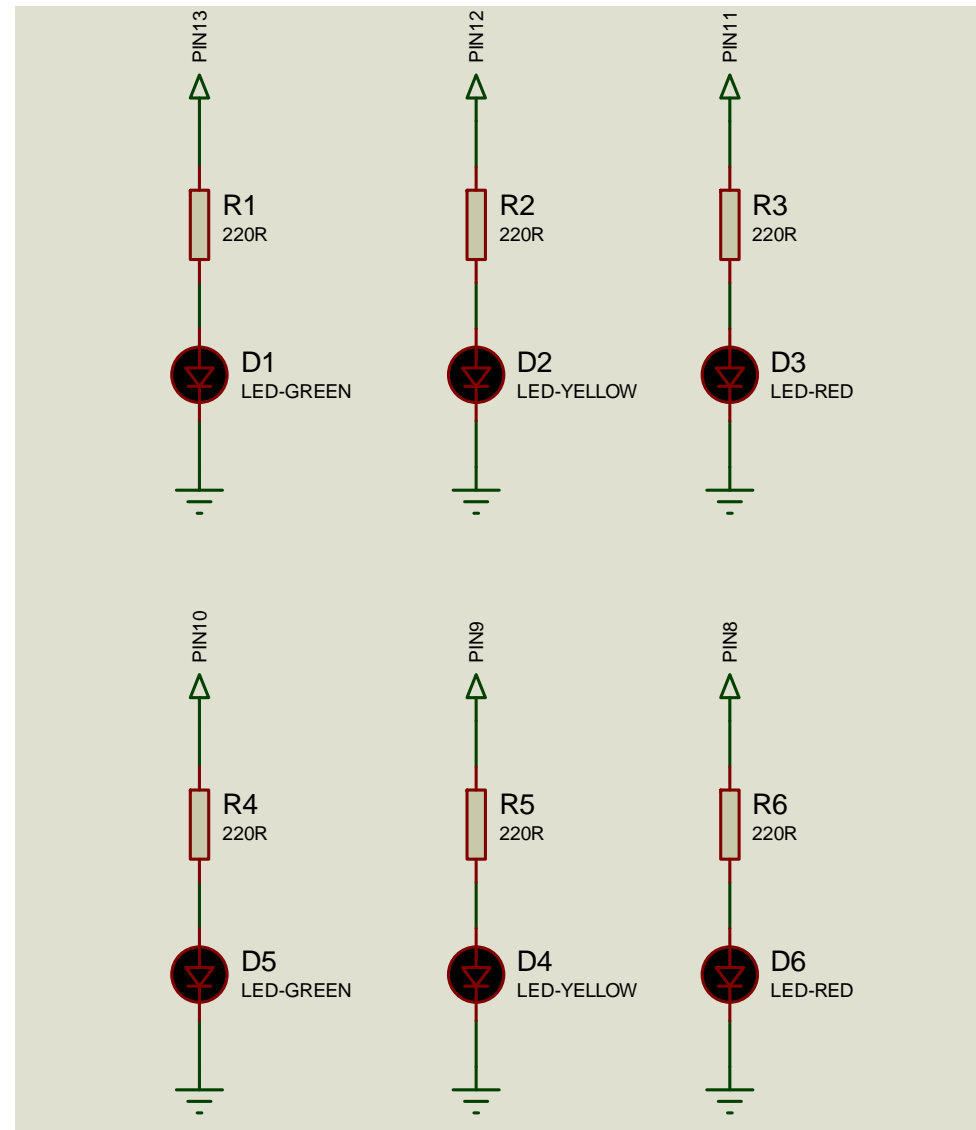 PIN13
PIN12
PIN11
R1
220R
R2
220R
R3
220R
D1
LED-GREEN
D2
LED-YELLOW
D3
LED-RED
PIN10
PIN9
PIN8
R4
220R
R5
220R
R6
220R
D5
LED-GREEN
D4
LED-YELLOW
D6
LED-RED